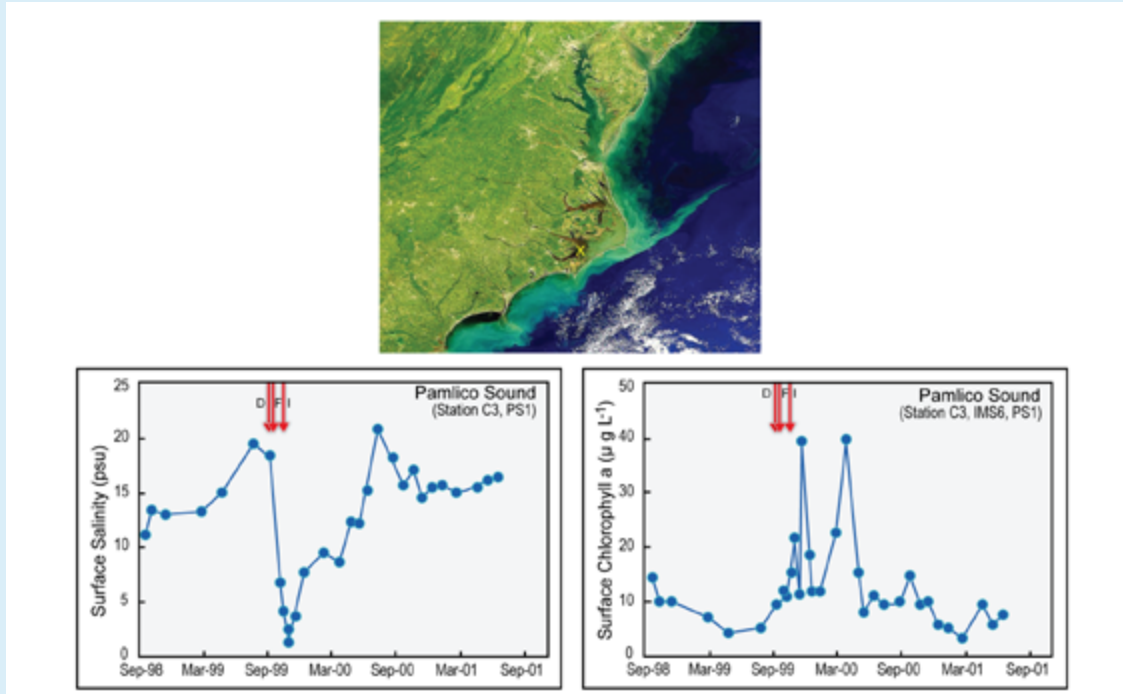 X
25
20
15
10
5
0
Surface Salinity (psu)
D F I
Pamlico Sound
(Station C3, PS1)
Sep-98 Mar-99 Sep-99 Mar-00 Sep-00 Mar-01 Sep-01
50
40
30
20
10
0
Surface Chlorophyll a (µ g L-1)
D F I
Pamlico Sound
(Station C3, IMS6, PS1)
Sep-98 Mar-99 Sep-99 Mar-00 Sep-00 Mar-01 Sep-01